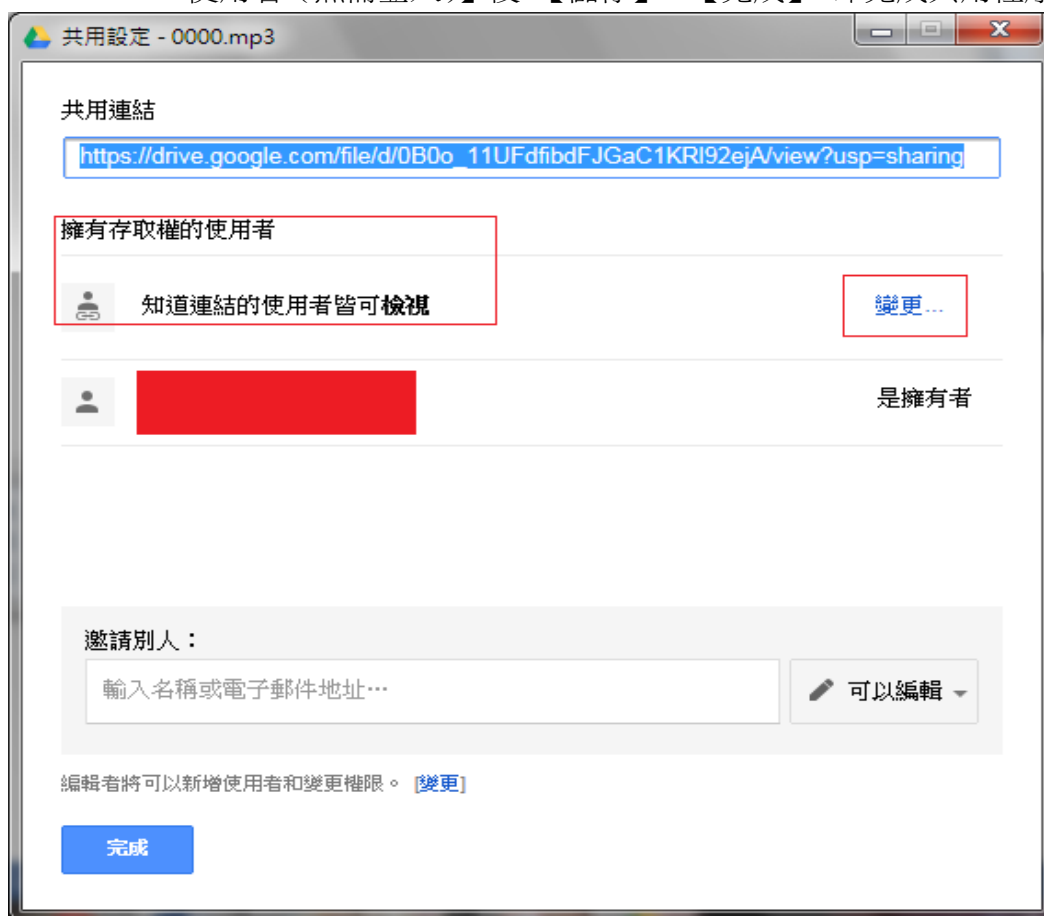 共用設定 - 0000.mp3
共用連結
https://drive.google.com/file/d/0B0o_11UFdfibdFJGaC1KRl92ejA/view?usp=sharing
擁有存取權的使用者
知道連結的使用者皆可檢視
變更...
是擁有者
邀請別人：
輸入名稱或電子郵件地址…
可以編輯
編輯者將可以新增使用者和變更權限。 [變更]
完成